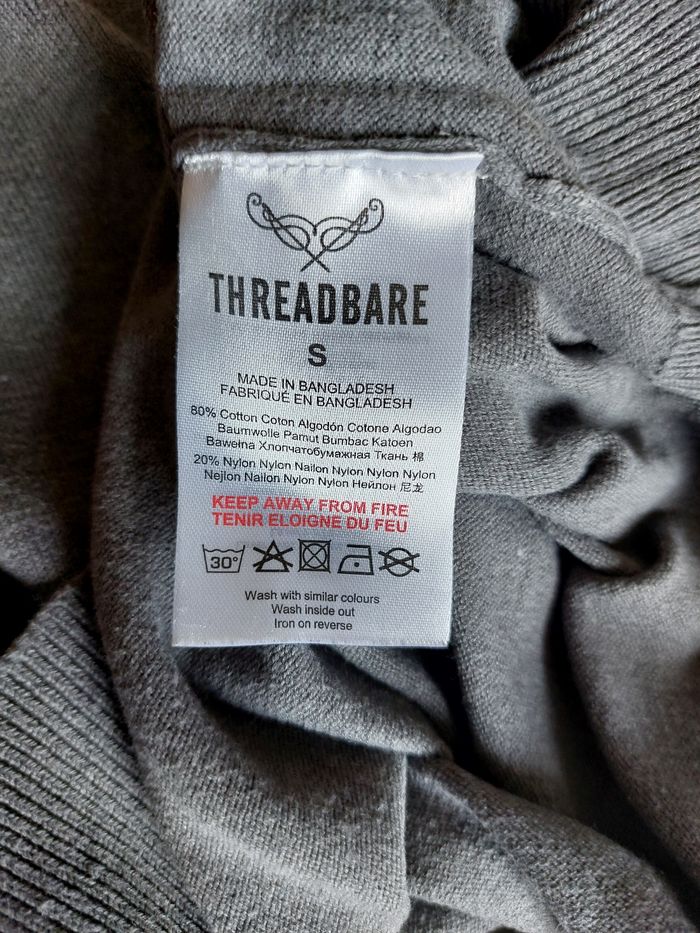 THREADBARE
S
MADE IN BANGLADESH
FABRIQUÉ EN BANGLADESH
80% Cotton Coton Algodón Cotone Algodao
Baumwolle Pamut Bumbac Katoen
Bawełna Хлопчатобумажная Ткань 棉
20% Nylon Nylon Nailon Nylon Nylon Nylon
Nejlon Nailon Nylon Nylon Нейлон 尼龙
KEEP AWAY FROM FIRE
TENIR ELOIGNE DU FEU
30°
Wash with similar colours
Wash inside out
Iron on reverse